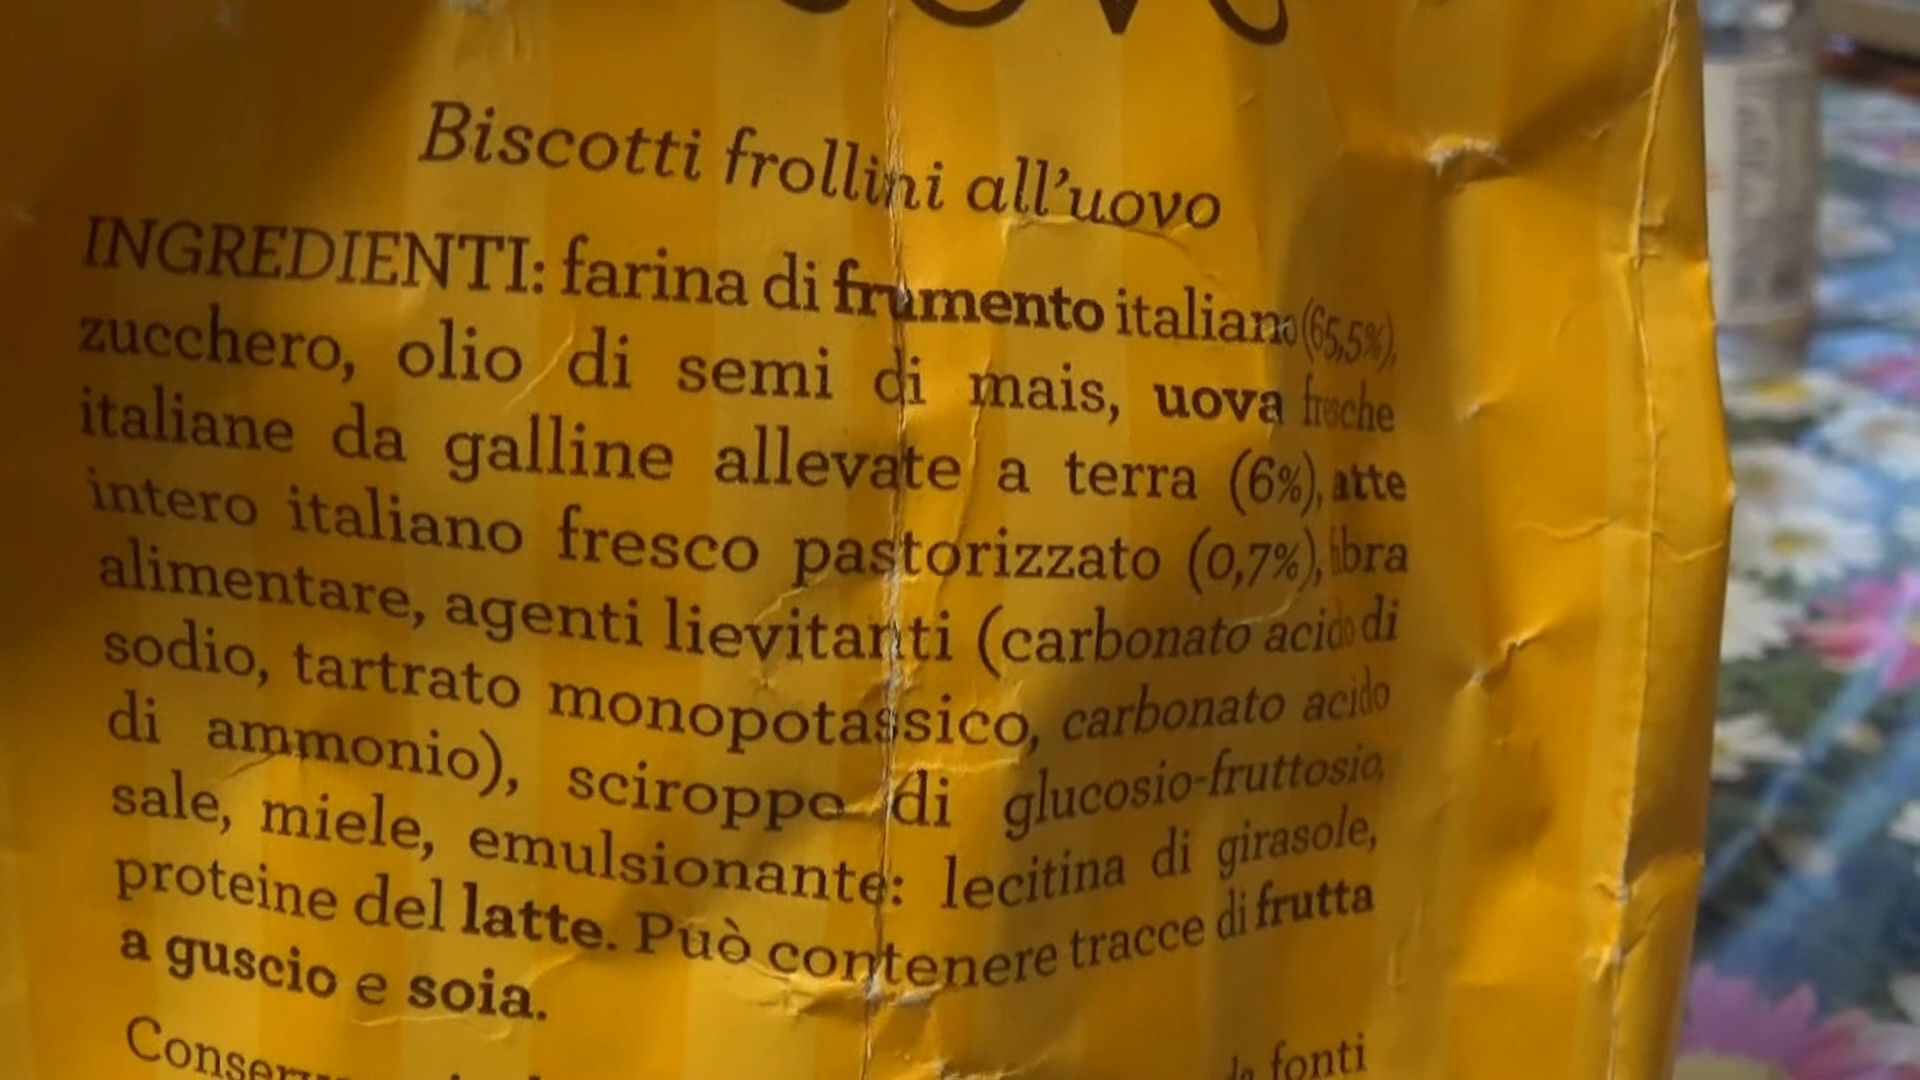 Biscotti frollini all'uovo
INGREDIENTI: farina di frumento italiano (65,5%),
zucchero, olio di semi di mais, uova fresche
italiane da galline allevate a terra (6%), latte
intero italiano fresco pastorizzato (0,7%), fibra
alimentare, agenti lievitanti (carbonato acido di
sodio, tartrato monopotassico, carbonato acido
di ammonio), sciroppo di glucosio-fruttosio,
sale, miele, emulsionante: lecitina di girasole,
proteine del latte. Può contenere tracce di frutta
a guscio e soia.
da fonti